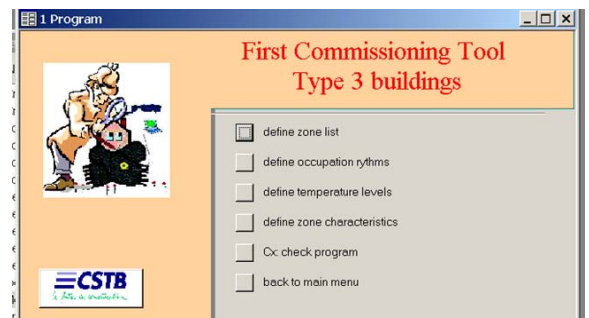 1 Program
First Commissioning Tool
Type 3 buildings
define zone list
define occupation rythms
define temperature levels
define zone characteristics
Cx: check program
back to main menu
CSTB